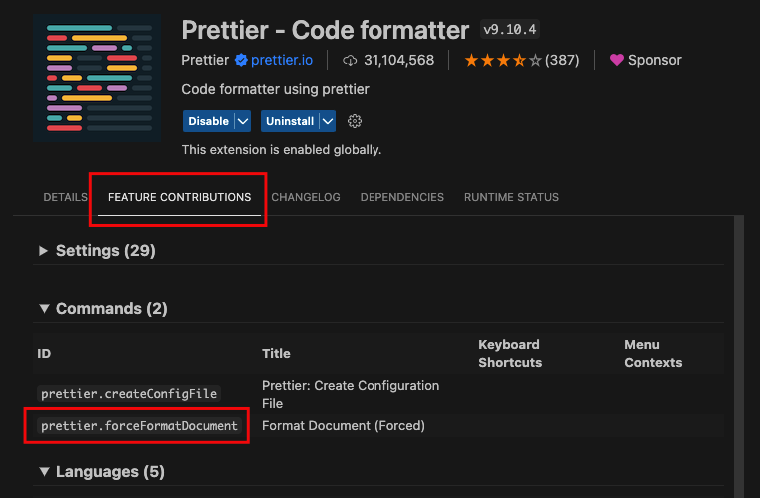 Prettier - Code formatter v9.10.4
Prettier prettier.io 31,104,568 (387) Sponsor
Code formatter using prettier
Disable Uninstall
This extension is enabled globally.
DETAILS FEATURE CONTRIBUTIONS CHANGELOG DEPENDENCIES RUNTIME STATUS
Settings (29)
Commands (2)
ID Title Keyboard Shortcuts Menu Contexts
prettier.createConfigFile Prettier: Create Configuration File
prettier.forceFormatDocument Format Document (Forced)
Languages (5)